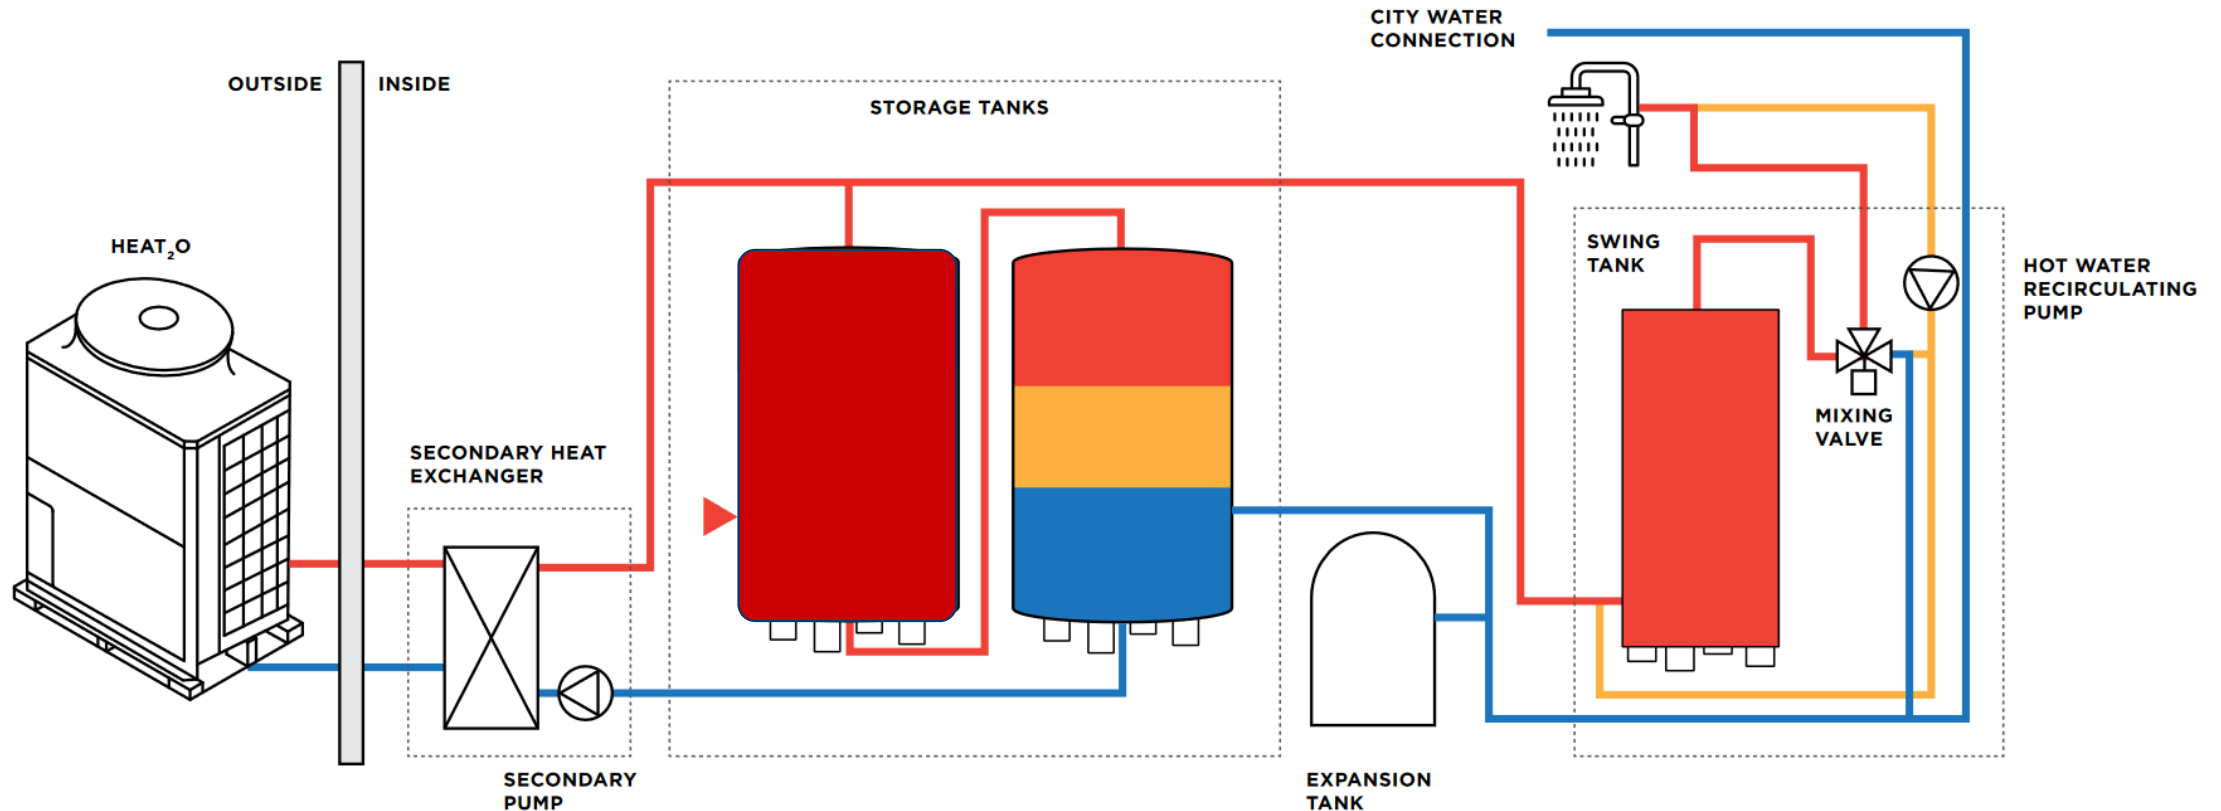 CITY WATER
CONNECTION
OUTSIDE
INSIDE
STORAGE TANKS
HEAT₂O
SWING
TANK
HOT WATER
RECIRCULATING
PUMP
MIXING
VALVE
SECONDARY HEAT
EXCHANGER
SECONDARY
PUMP
EXPANSION
TANK